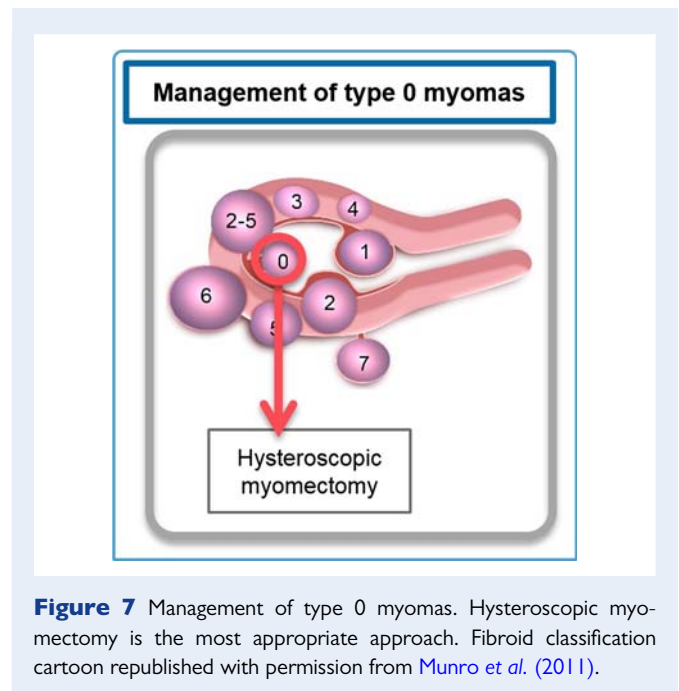 Management of type 0 myomas
3
4
2-5
1
0
6
2
5
7
Hysteroscopic
myomectomy
Figure 7 Management of type 0 myomas. Hysteroscopic myo-
mectomy is the most appropriate approach. Fibroid classification
cartoon republished with permission from Munro et al. (2011).